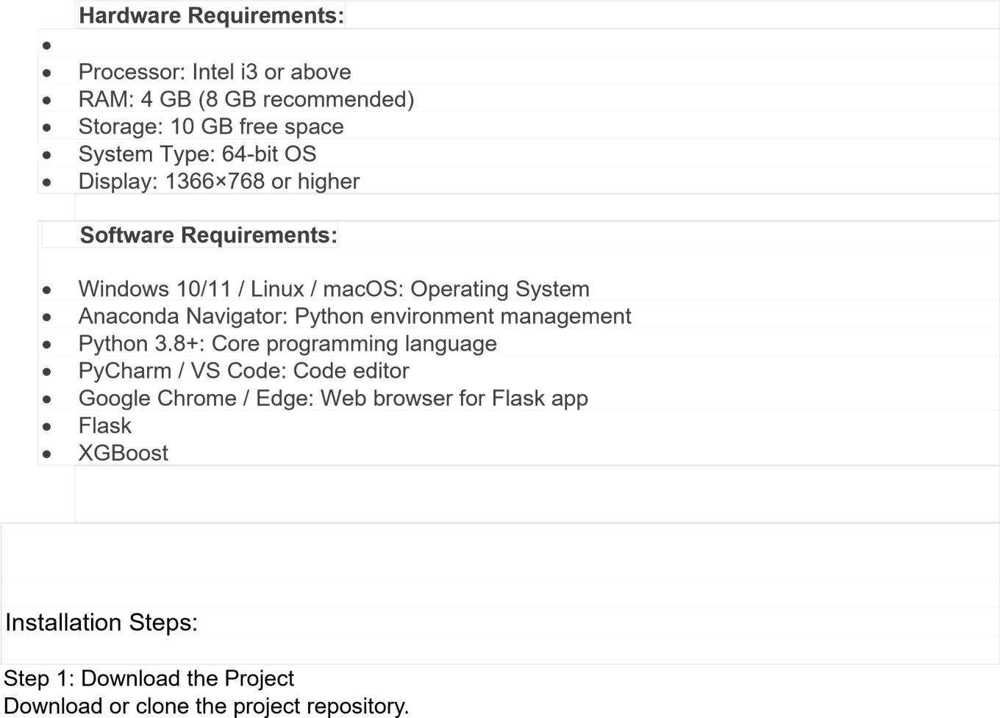 Hardware Requirements:
•
• Processor: Intel i3 or above
• RAM: 4 GB (8 GB recommended)
• Storage: 10 GB free space
• System Type: 64-bit OS
• Display: 1366×768 or higher
Software Requirements:
• Windows 10/11 / Linux / macOS: Operating System
• Anaconda Navigator: Python environment management
• Python 3.8+: Core programming language
• PyCharm / VS Code: Code editor
• Google Chrome / Edge: Web browser for Flask app
• Flask
• XGBoost
Installation Steps:
Step 1: Download the Project
Download or clone the project repository.